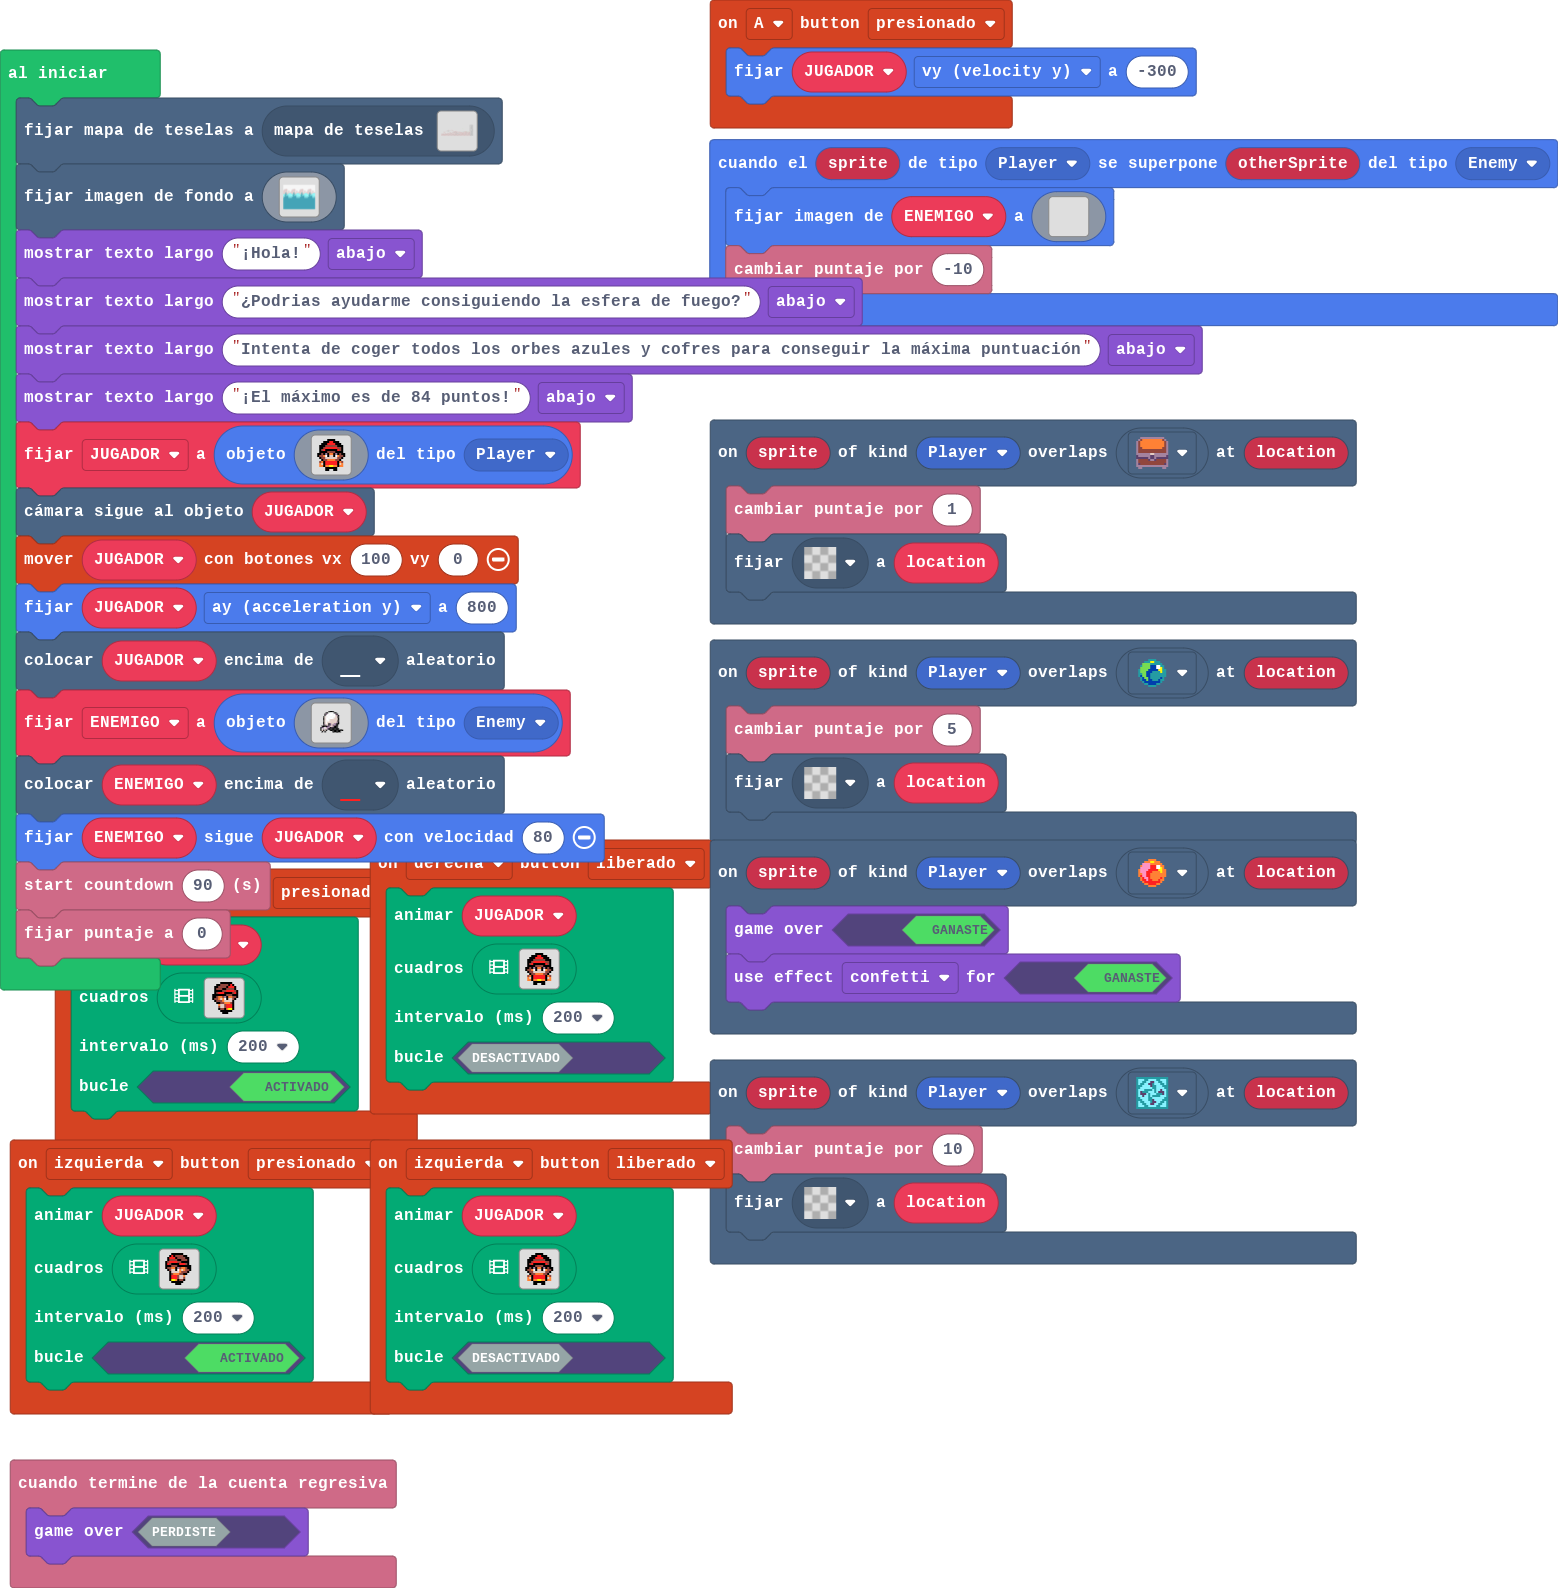 al iniciar
fijar mapa de teselas a mapa de teselas
fijar imagen de fondo a
mostrar texto largo "¡Hola!" abajo
mostrar texto largo "¿Podrias ayudarme consiguiendo la esfera de fuego?" abajo
mostrar texto largo "Intenta de coger todos los orbes azules y cofres para conseguir la máxima puntuación" abajo
mostrar texto largo "¡El máximo es de 84 puntos!" abajo
fijar JUGADOR a objeto del tipo Player
cámara sigue al objeto JUGADOR
mover JUGADOR con botones vx 100 vy 0
fijar JUGADOR ay (acceleration y) a 800
colocar JUGADOR encima de aleatorio
fijar ENEMIGO a objeto del tipo Enemy
colocar ENEMIGO encima de aleatorio
fijar ENEMIGO sigue JUGADOR con velocidad 80
start countdown 90 (s)
fijar puntaje a 0
on A button presionado
fijar JUGADOR vy (velocity y) a -300
cuando el sprite de tipo Player se superpone otherSprite del tipo Enemy
fijar imagen de ENEMIGO a
cambiar puntaje por -10
on sprite of kind Player overlaps at location
cambiar puntaje por 1
fijar a location
on sprite of kind Player overlaps at location
cambiar puntaje por 5
fijar a location
on sprite of kind Player overlaps at location
game over GANASTE
use effect confetti for GANASTE
on sprite of kind Player overlaps at location
cambiar puntaje por 10
fijar a location
cuadros
intervalo (ms) 200
bucle ACTIVADO
on derecha button liberado
animar JUGADOR
cuadros
intervalo (ms) 200
bucle DESACTIVADO
on izquierda button presionado
animar JUGADOR
cuadros
intervalo (ms) 200
bucle ACTIVADO
on izquierda button liberado
animar JUGADOR
cuadros
intervalo (ms) 200
bucle DESACTIVADO
cuando termine de la cuenta regresiva
game over PERDISTE